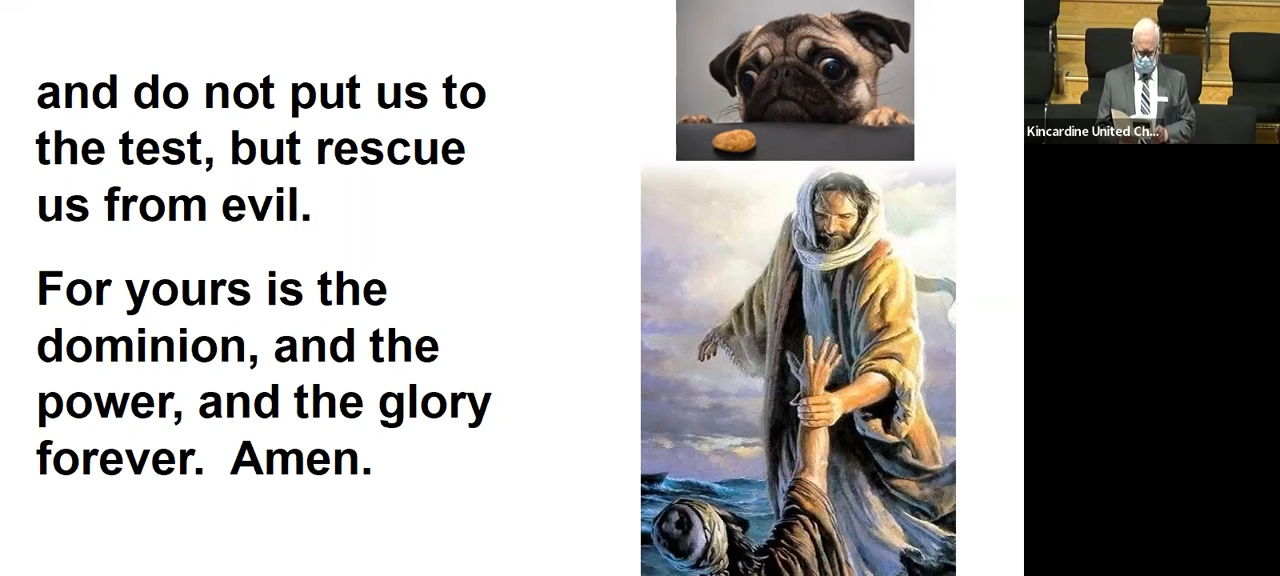 and do not put us to
the test, but rescue
us from evil.
For yours is the
dominion, and the
power, and the glory
forever.  Amen.
Kincardine United Ch...